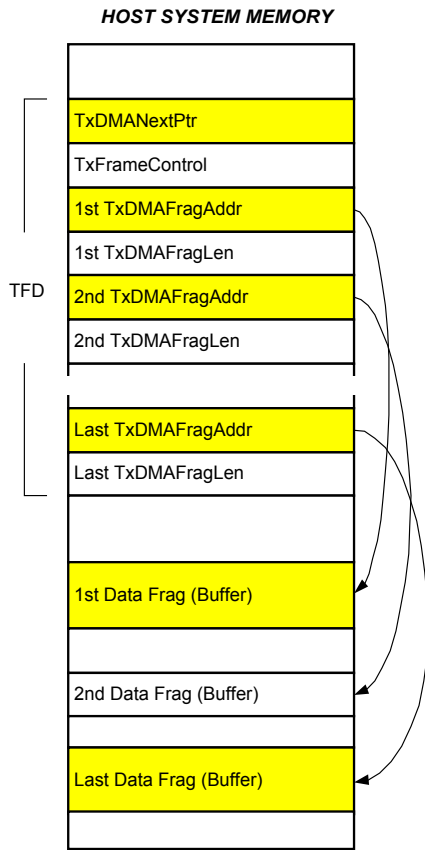 HOST SYSTEM MEMORY
TxDMANextPtr
TxFrameControl
1st TxDMAFragAddr
1st TxDMAFragLen
TFD
2nd TxDMAFragAddr
2nd TxDMAFragLen
Last TxDMAFragAddr
Last TxDMAFragLen
1st Data Frag (Buffer)
2nd Data Frag (Buffer)
Last Data Frag (Buffer)